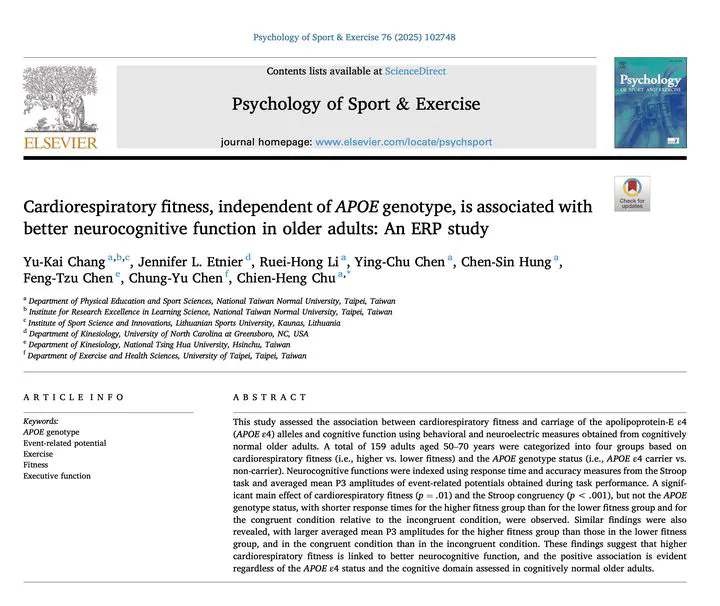 Psychology of Sport & Exercise 76 (2025) 102748
Contents lists available at ScienceDirect
Psychology of Sport & Exercise
journal homepage: www.elsevier.com/locate/psychsport
ELSEVIER
Psychology
OF SPORT AND EXERCISE
Check for
updates
Cardiorespiratory fitness, independent of APOE genotype, is associated with
better neurocognitive function in older adults: An ERP study
Yu-Kai Chang a,b,c, Jennifer L. Etnier d, Ruei-Hong Li a, Ying-Chu Chen a, Chen-Sin Hung a,
Feng-Tzu Chen e, Chung-Yu Chen f, Chien-Heng Chu a,*
a Department of Physical Education and Sport Sciences, National Taiwan Normal University, Taipei, Taiwan
b Institute for Research Excellence in Learning Science, National Taiwan Normal University, Taipei, Taiwan
c Institute of Sport Science and Innovations, Lithuanian Sports University, Kaunas, Lithuania
d Department of Kinesiology, University of North Carolina at Greensboro, NC, USA
e Department of Kinesiology, National Tsing Hua University, Hsinchu, Taiwan
f Department of Exercise and Health Sciences, University of Taipei, Taipei, Taiwan
ARTICLE INFO
Keywords:
APOE genotype
Event-related potential
Exercise
Fitness
Executive function
ABSTRACT
This study assessed the association between cardiorespiratory fitness and carriage of the apolipoprotein-E ε4
(APOE ε4) alleles and cognitive function using behavioral and neuroelectric measures obtained from cognitively
normal older adults. A total of 159 adults aged 50–70 years were categorized into four groups based on
cardiorespiratory fitness (i.e., higher vs. lower fitness) and the APOE genotype status (i.e., APOE ε4 carrier vs.
non-carrier). Neurocognitive functions were indexed using response time and accuracy measures from the Stroop
task and averaged mean P3 amplitudes of event-related potentials obtained during task performance. A signif-
icant main effect of cardiorespiratory fitness (p = .01) and the Stroop congruency (p < .001), but not the APOE
genotype status, with shorter response times for the higher fitness group than for the lower fitness group and for
the congruent condition relative to the incongruent condition, were observed. Similar findings were also
revealed, with larger averaged mean P3 amplitudes for the higher fitness group than those in the lower fitness
group, and in the congruent condition than in the incongruent condition. These findings suggest that higher
cardiorespiratory fitness is linked to better neurocognitive function, and the positive association is evident
regardless of the APOE ε4 status and the cognitive domain assessed in cognitively normal older adults.